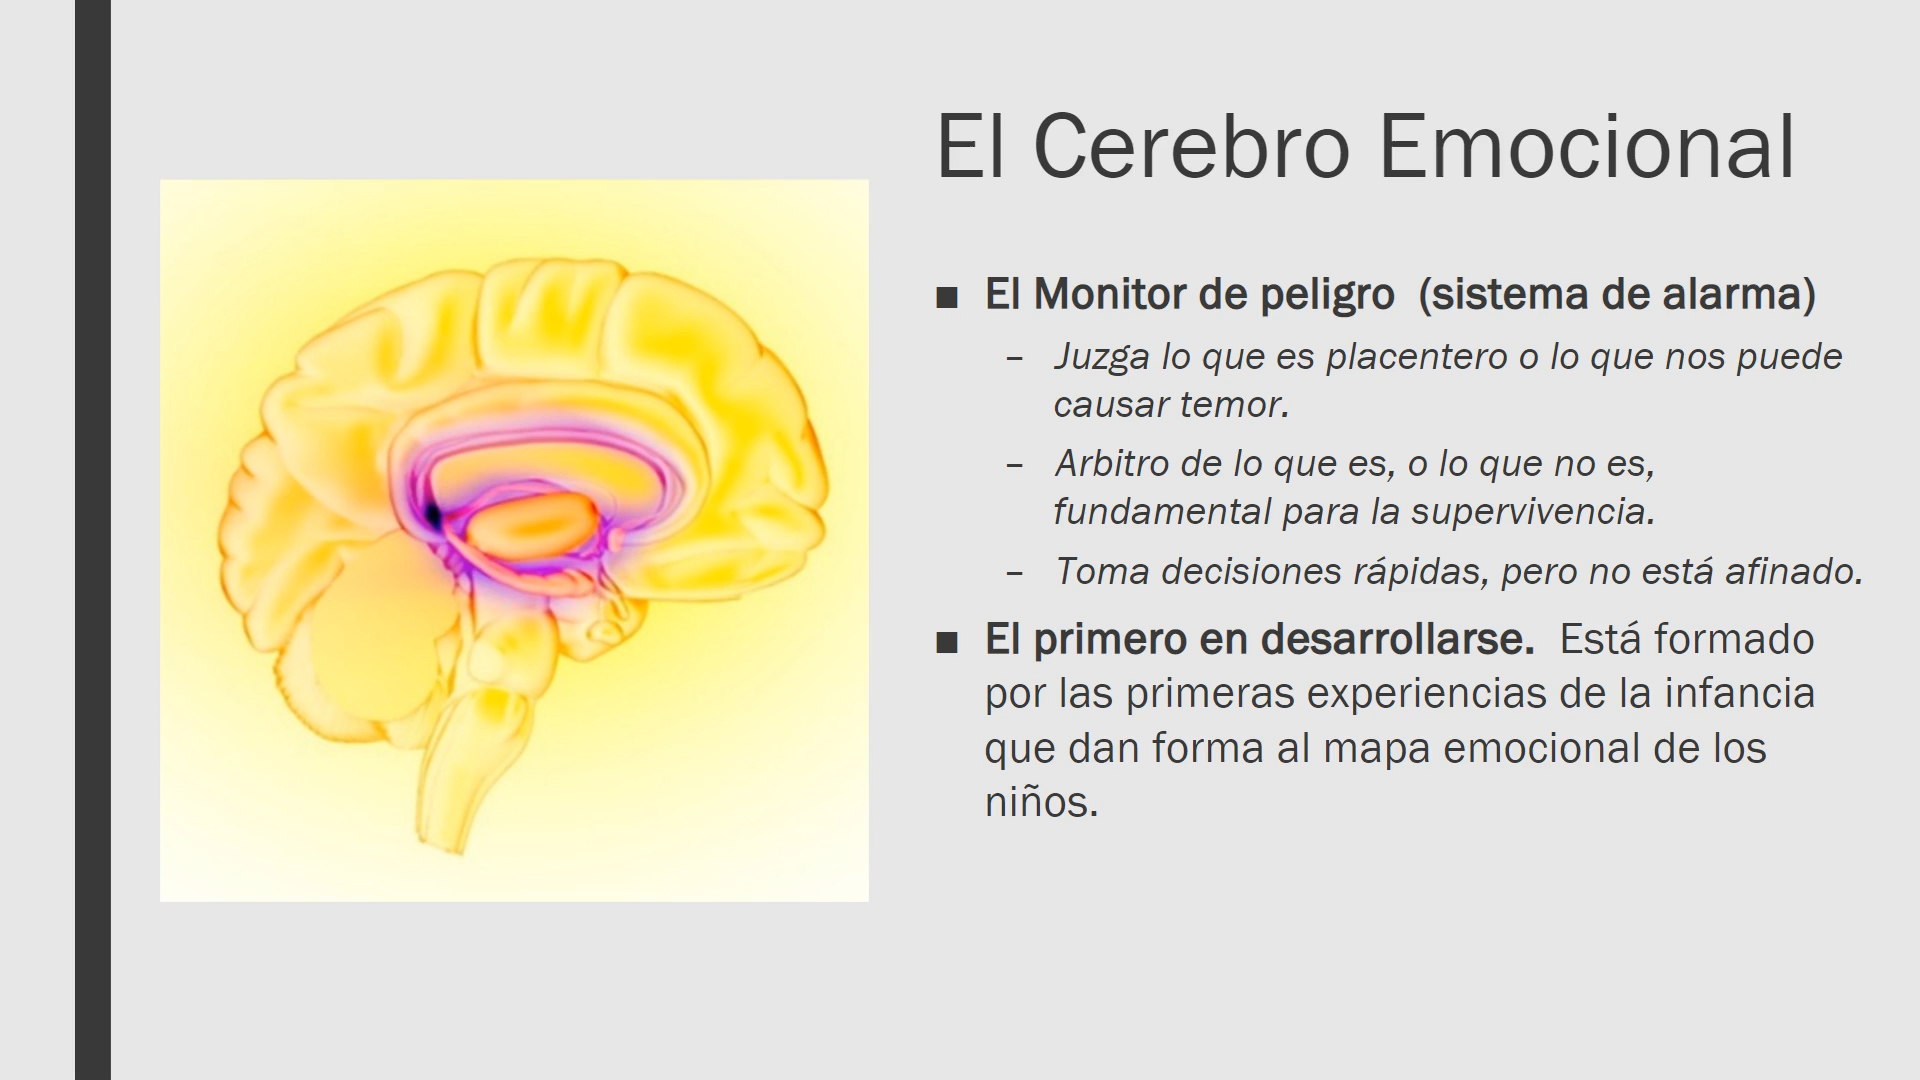 El Cerebro Emocional
■ El Monitor de peligro  (sistema de alarma)
– Juzga lo que es placentero o lo que nos puede
causar temor.
– Arbitro de lo que es, o lo que no es,
fundamental para la supervivencia.
– Toma decisiones rápidas, pero no está afinado.
■ El primero en desarrollarse.  Está formado
por las primeras experiencias de la infancia
que dan forma al mapa emocional de los
niños.